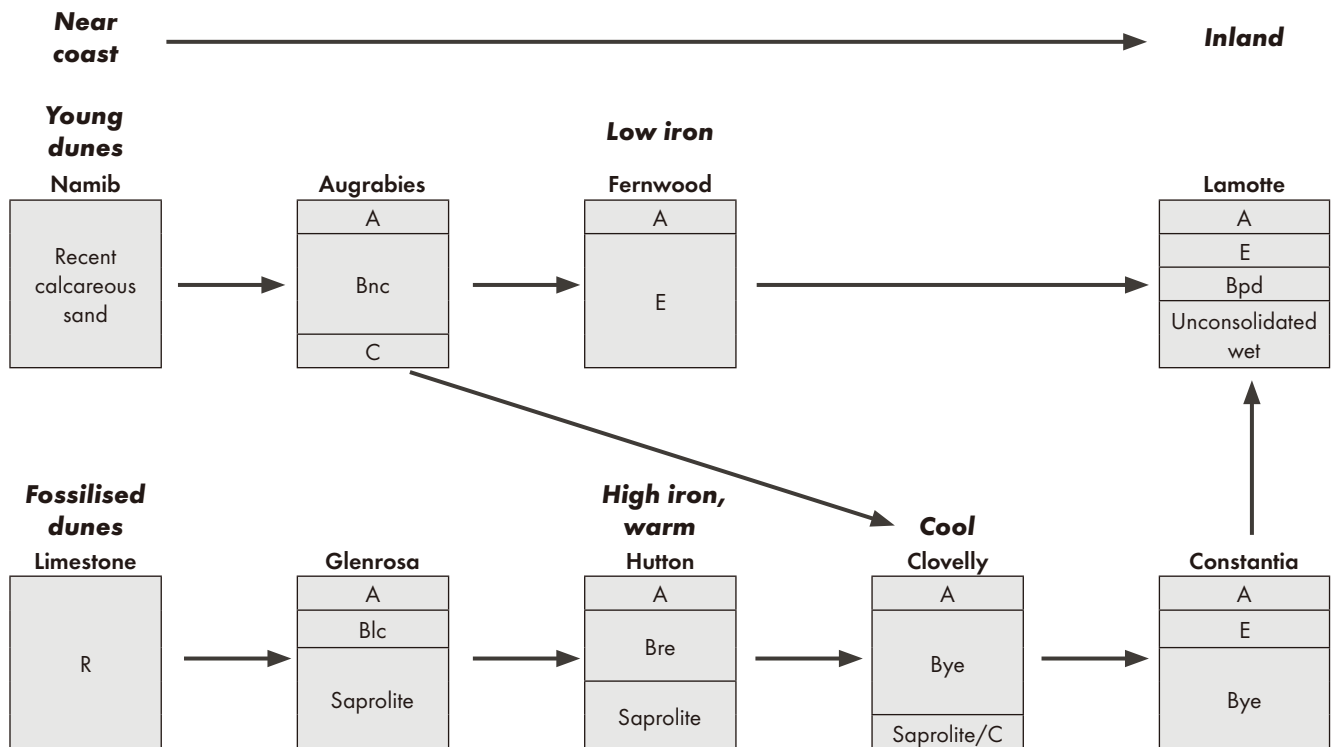 Near
coast
Inland
Young
dunes
Low iron
Namib
Augrabies
Fernwood
Lamotte
Recent
calcareous
sand
A
Bnc
C
A
E
A
E
Bpd
Unconsolidated
wet
Fossilised
dunes
High iron,
warm
Cool
Limestone
Glenrosa
Hutton
Clovelly
Constantia
R
A
Blc
Saprolite
A
Bre
Saprolite
A
Bye
Saprolite/C
A
E
Bye